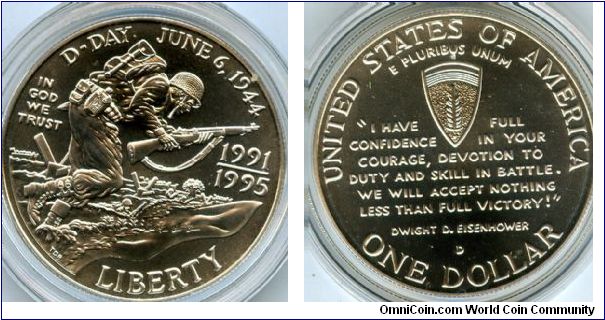 D-DAY JUNE 6, 1944
IN
GOD
WE
TRUST
1991
1995
LIBERTY
UNITED STATES OF AMERICA
E PLURIBUS UNUM
"I HAVE FULL
CONFIDENCE IN YOUR
COURAGE, DEVOTION TO
DUTY AND SKILL IN BATTLE.
WE WILL ACCEPT NOTHING
LESS THAN FULL VICTORY!"
DWIGHT D. EISENHOWER
D
ONE DOLLAR
© OmniCoin.com World Coin Community